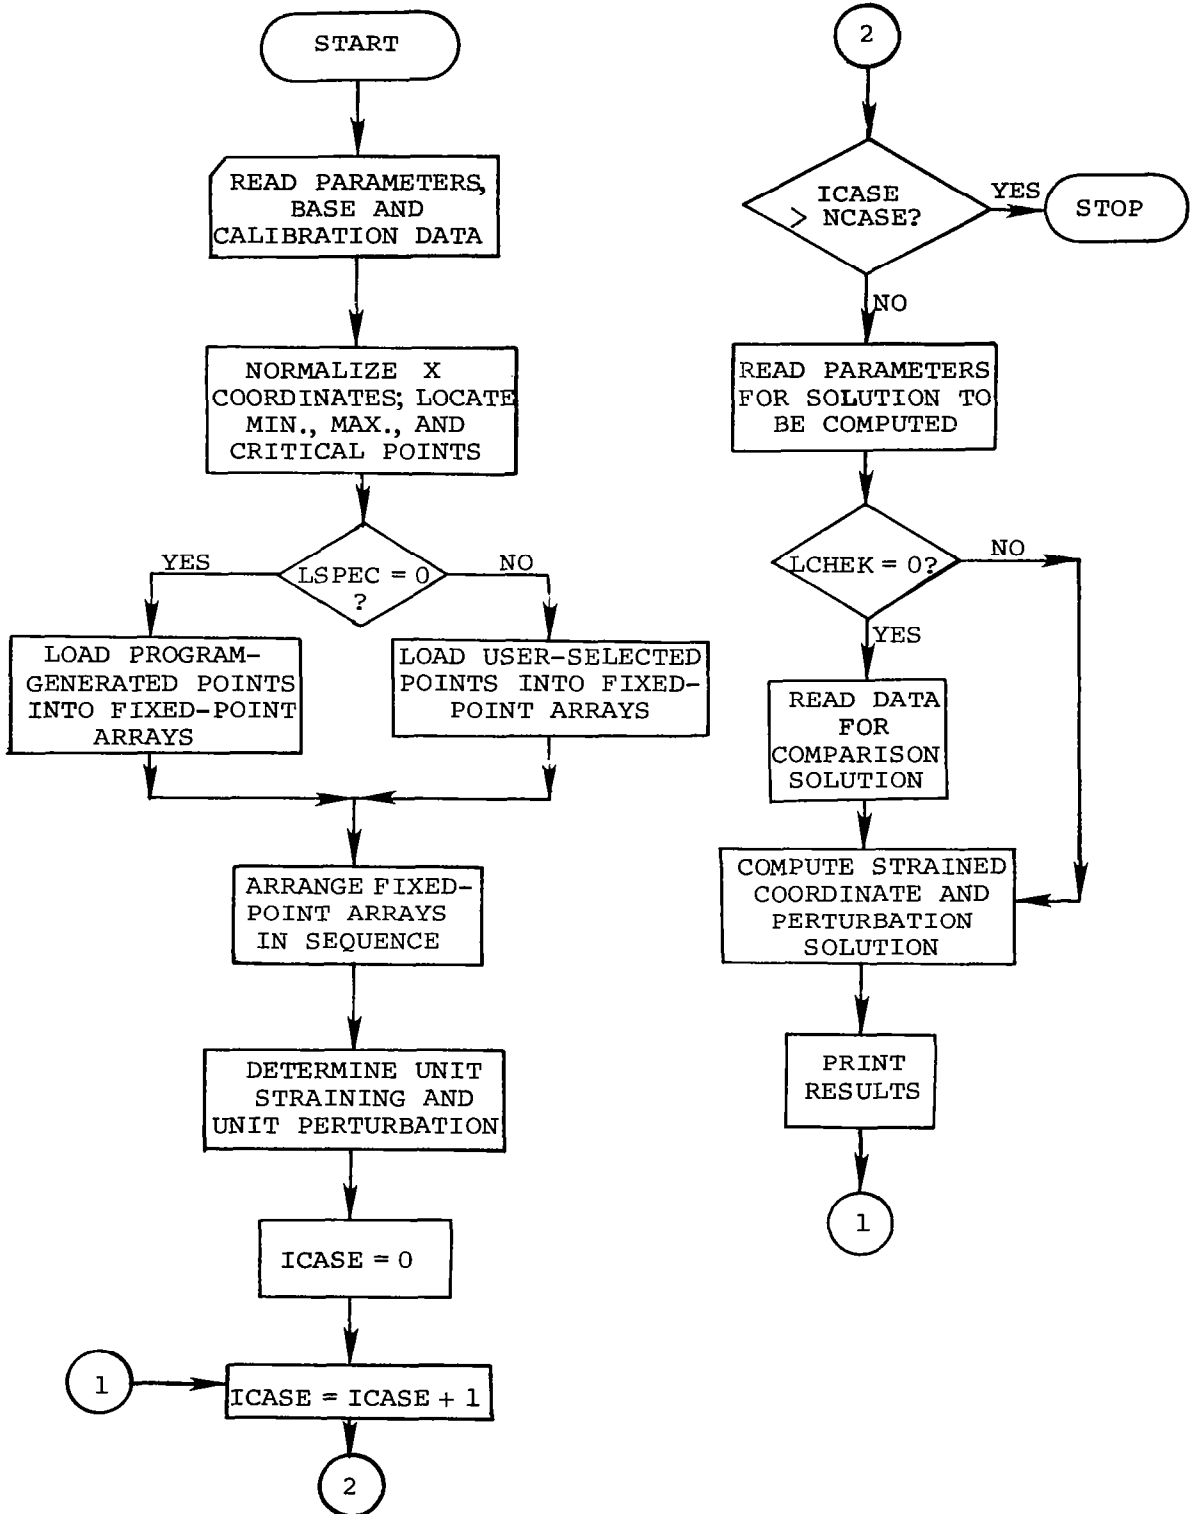 START
READ PARAMETERS,
BASE AND
CALIBRATION DATA
NORMALIZE X
COORDINATES; LOCATE
MIN., MAX., AND
CRITICAL POINTS
LSPEC = 0
?
YES
NO
LOAD PROGRAM-
GENERATED POINTS
INTO FIXED-POINT
ARRAYS
LOAD USER-SELECTED
POINTS INTO FIXED-
POINT ARRAYS
ARRANGE FIXED-
POINT ARRAYS
IN SEQUENCE
DETERMINE UNIT
STRAINING AND
UNIT PERTURBATION
ICASE = 0
1
ICASE = ICASE + 1
2
2
ICASE
> NCASE?
YES
STOP
NO
READ PARAMETERS
FOR SOLUTION TO
BE COMPUTED
LCHEK = 0?
NO
YES
READ DATA
FOR
COMPARISON
SOLUTION
COMPUTE STRAINED
COORDINATE AND
PERTURBATION
SOLUTION
PRINT
RESULTS
1